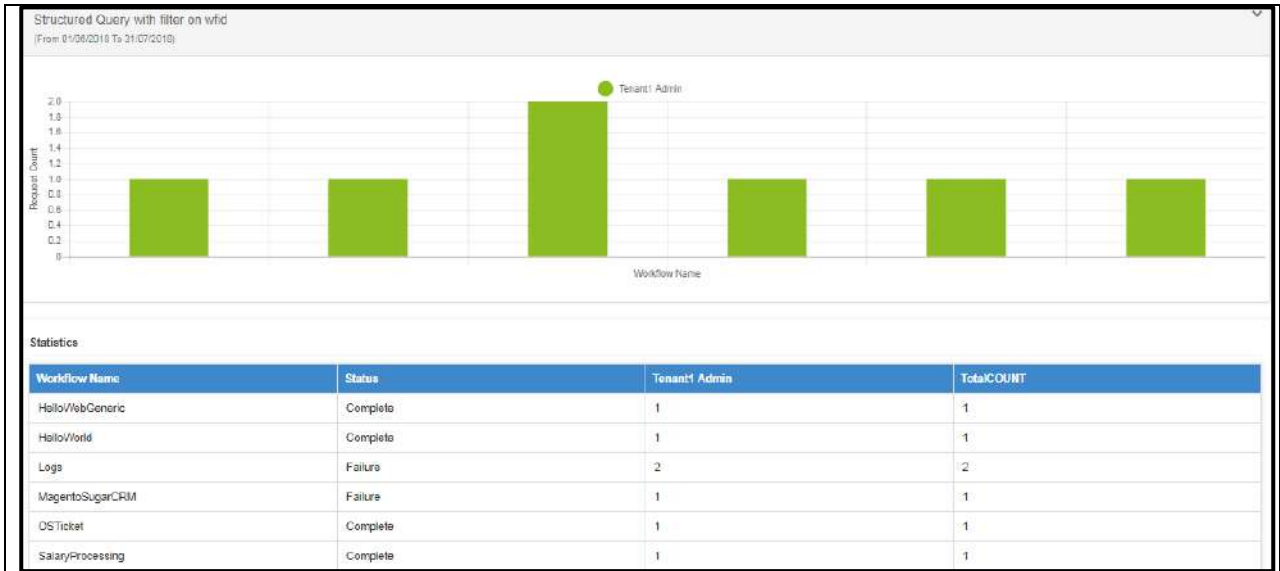 Structured Query with filter on wfid
(From 01/06/2018 To 31/07/2018)
Tenant1 Admin
2.0
1.8
1.6
1.4
1.2
1.0
0.8
0.6
0.4
0.2
0
Request Count
Workflow Name
Statistics
Workflow Name Status Tenant1 Admin TotalCOUNT
HelloWebGeneric Complete 1 1
HelloWorld Complete 1 1
Logs Failure 2 2
MagentoSugarCRM Failure 1 1
OSTicket Complete 1 1
SalaryProcessing Complete 1 1